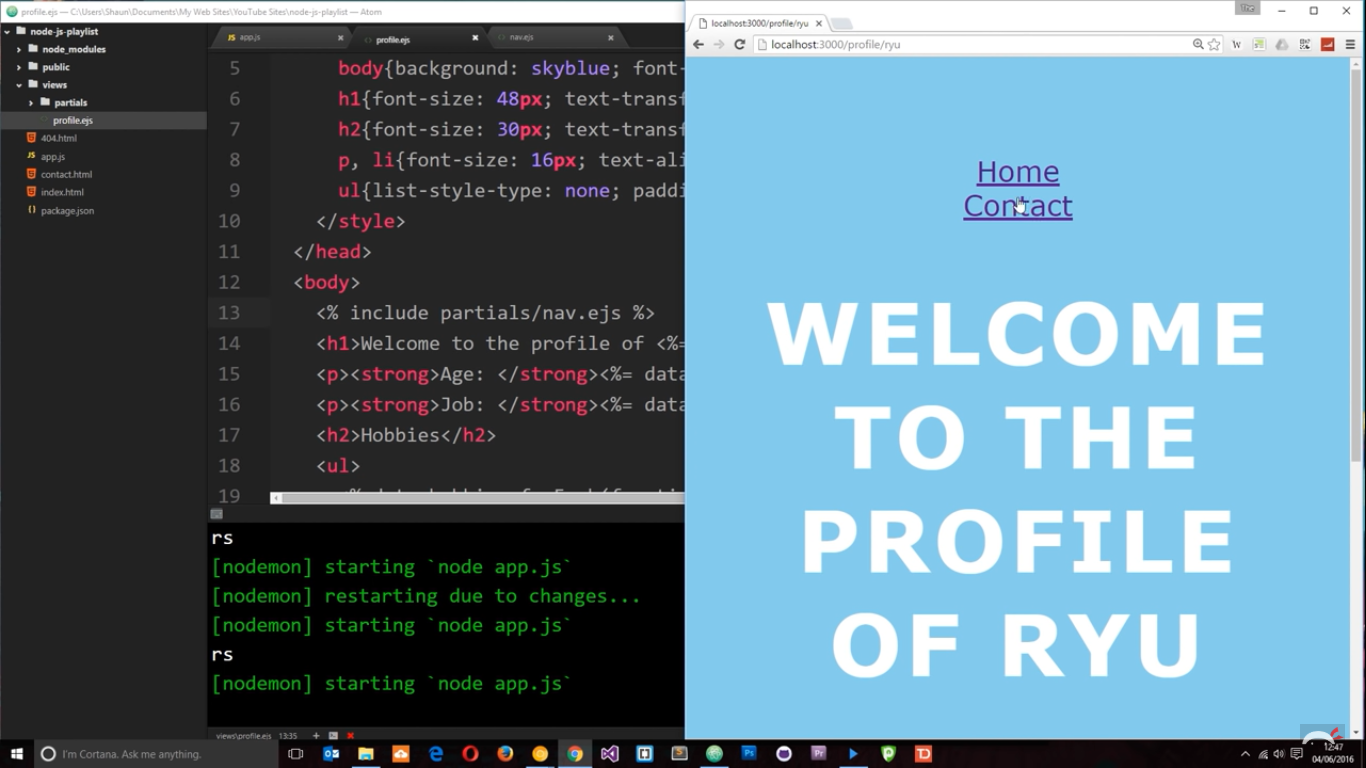 profile.ejs — C:\Users\Shaun\Documents\My Web Sites\YouTube Sites\node-js-playlist — Atom
node-js-playlist
node_modules
public
views
partials
profile.ejs
404.html
app.js
contact.html
index.html
package.json
app.js
profile.ejs
nav.ejs
5 body{background: skyblue; font-
6 h1{font-size: 48px; text-transf
7 h2{font-size: 30px; text-transf
8 p, li{font-size: 16px; text-ali
9 ul{list-style-type: none; paddi
10 </style>
11 </head>
12 <body>
13 <% include partials/nav.ejs %>
14 <h1>Welcome to the profile of <%=
15 <p><strong>Age: </strong><%= data
16 <p><strong>Job: </strong><%= data
17 <h2>Hobbies</h2>
18 <ul>
19
rs
[nodemon] starting `node app.js`
[nodemon] restarting due to changes...
[nodemon] starting `node app.js`
rs
[nodemon] starting `node app.js`
views\profile.ejs 13:35
The
localhost:3000/profile/ryu
localhost:3000/profile/ryu
Home
Contact
WELCOME
TO THE
PROFILE
OF RYU
I'm Cortana. Ask me anything.
12:47
04/06/2016